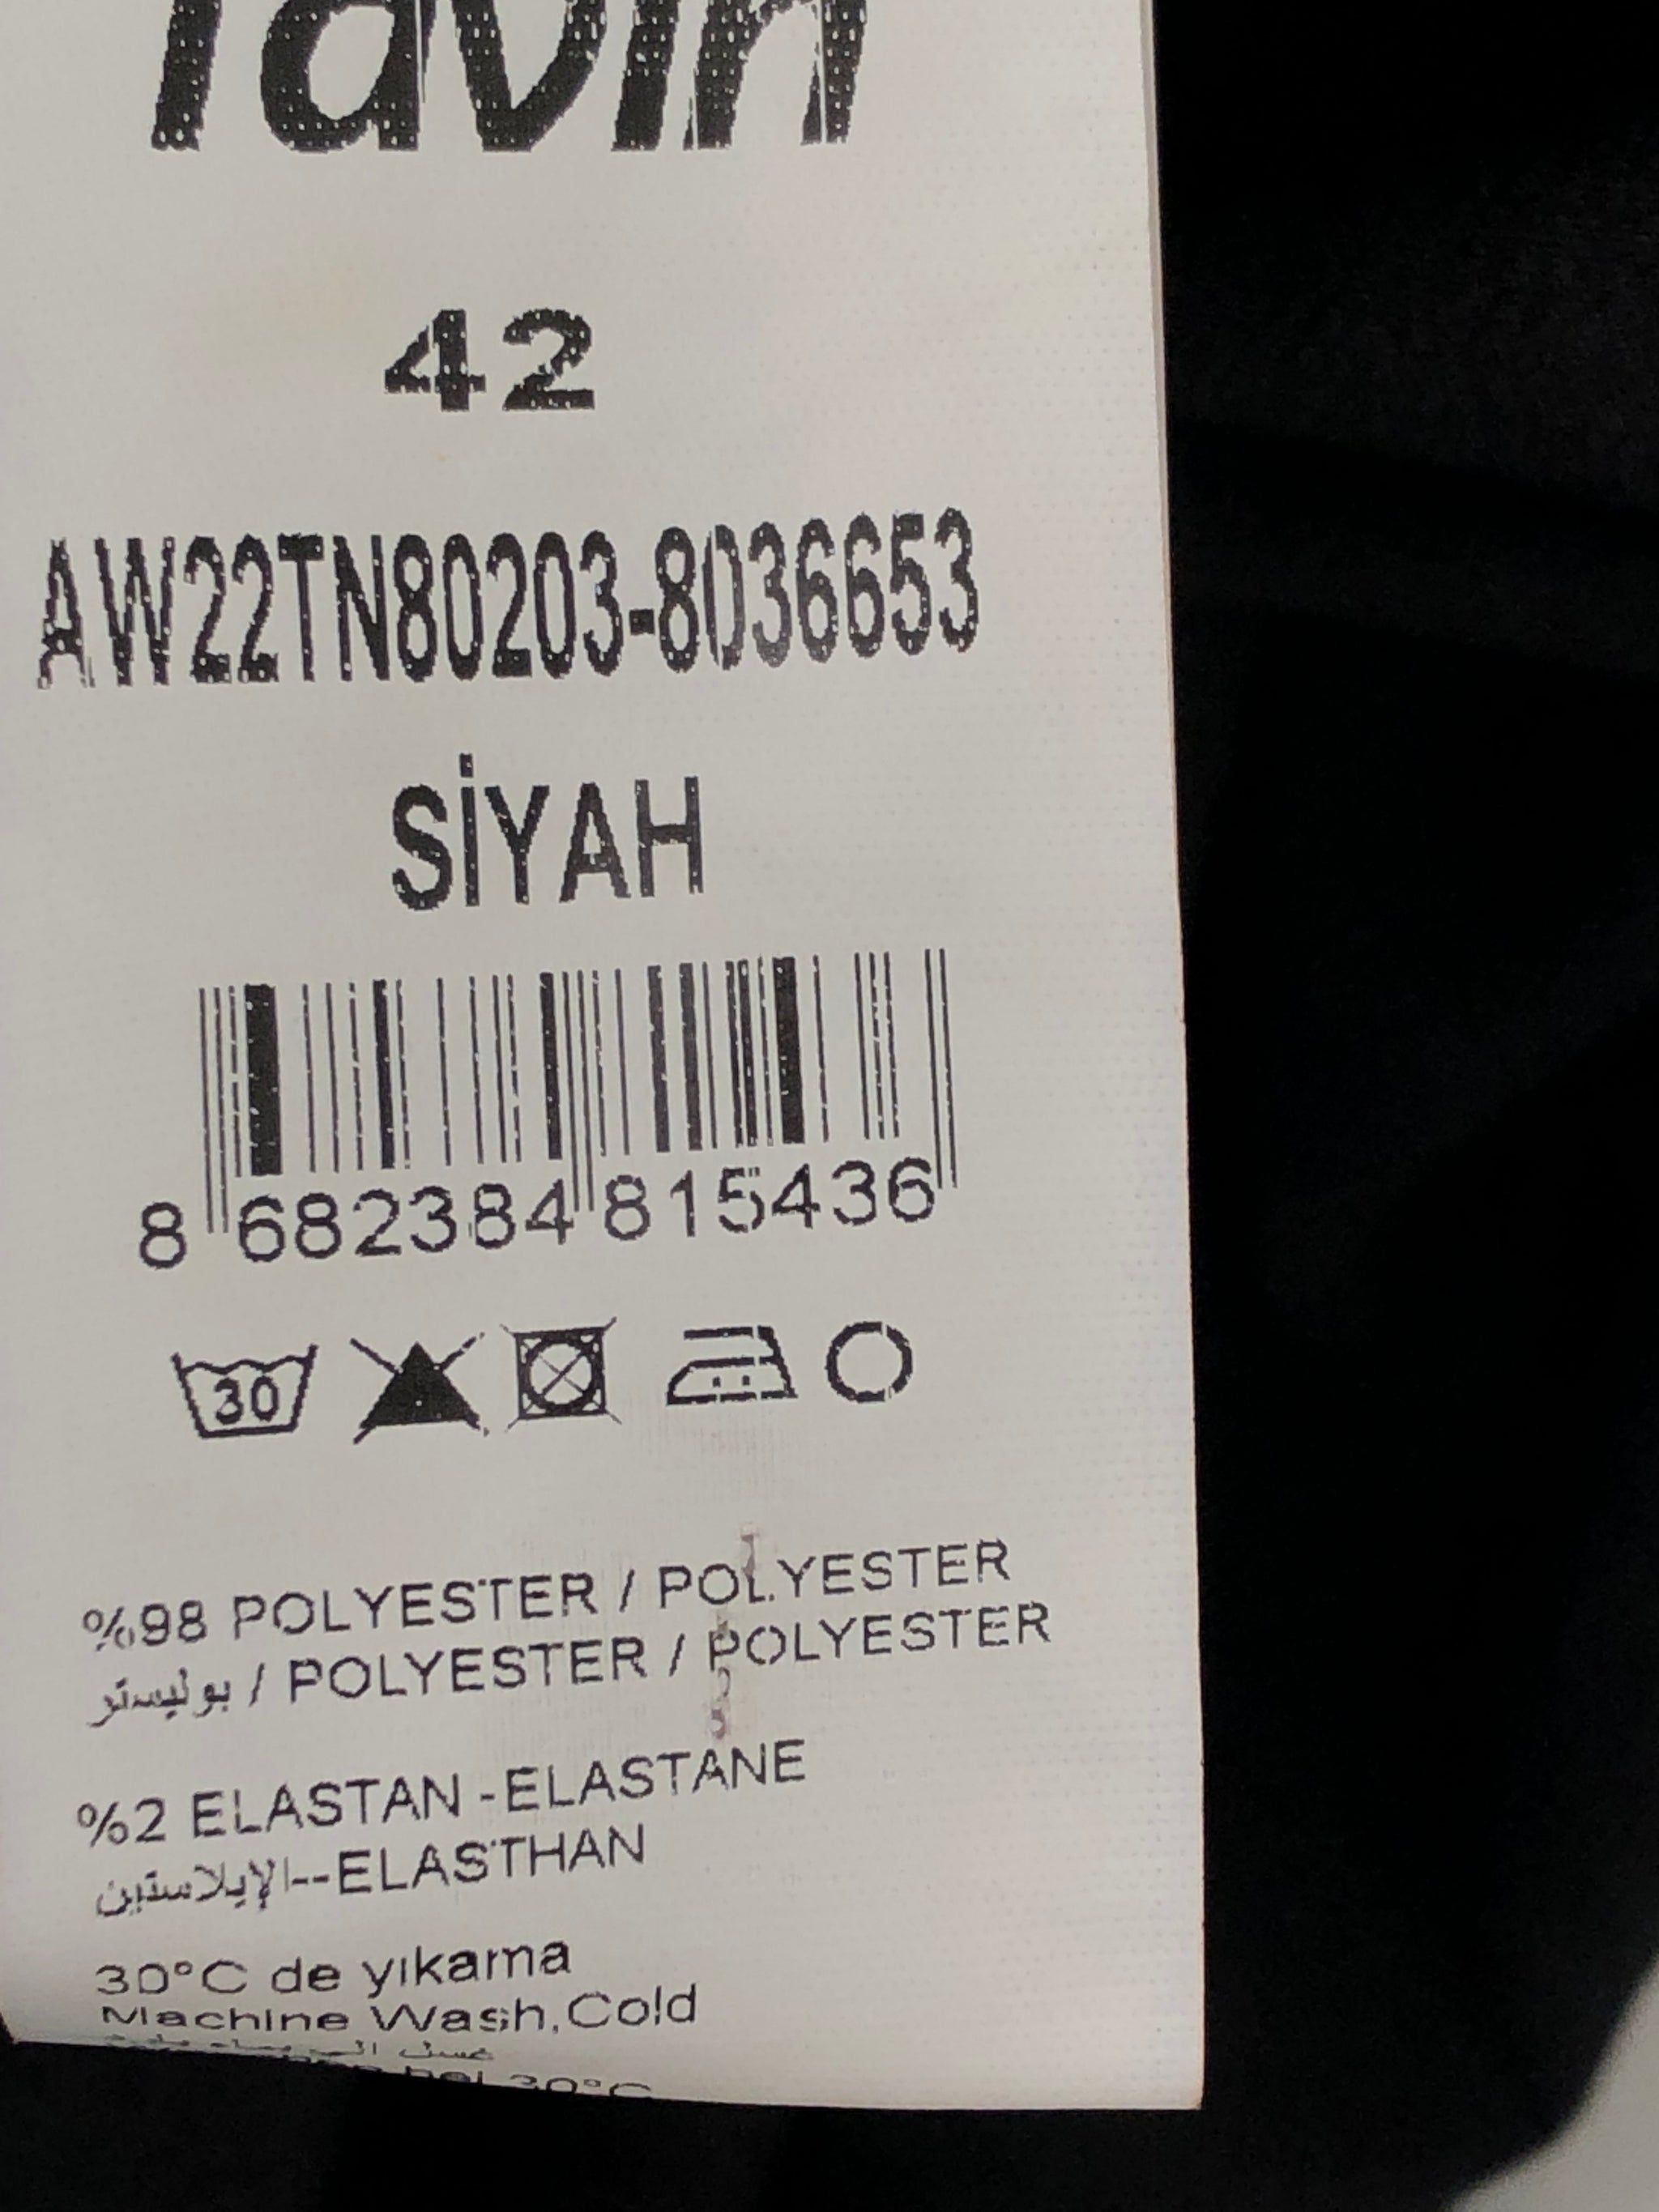 42
AW22TN80203-8036653
SİYAH
8 682384 815436
30
%98 POLYESTER / POLYESTER
بوليستر / POLYESTER / POLYESTER
%2 ELASTAN -ELASTANE
الإيلاستين--ELASTHAN
30°C de yıkama
Machine Wash,Cold
30°C